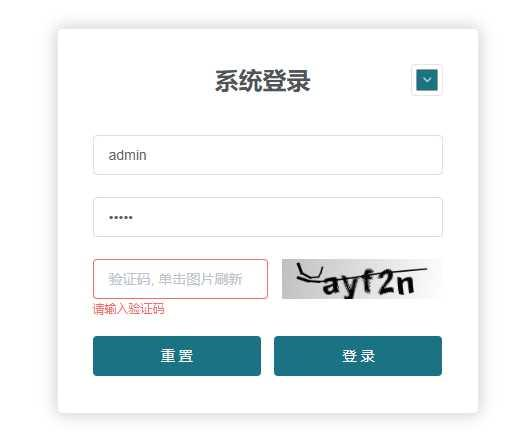 系统登录
admin
•••••
验证码, 单击图片刷新
ayf2n
请输入验证码
重置 登录